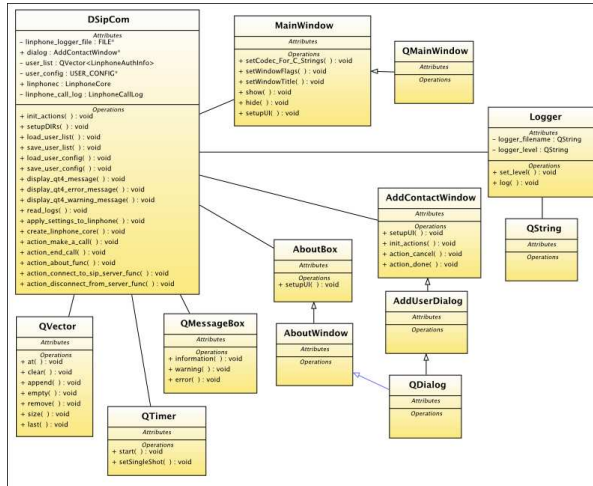 DSipCom
Attributes
- linphone_logger_file : FILE*
+ dialog : AddContactWindow*
- user_list : QVector<LinphoneAuthInfo>
- user_config : USER_CONFIG*
+ linphonec : LinphoneCore
- linphone_call_log : LinphoneCallLog
Operations
+ init_actions( ) : void
+ setupDIRs( ) : void
+ load_user_list( ) : void
+ save_user_list( ) : void
+ load_user_config( ) : void
+ save_user_config( ) : void
+ display_qt4_message( ) : void
+ display_qt4_error_message( ) : void
+ display_qt4_warning_message( ) : void
+ read_logs( ) : void
+ apply_settings_to_linphone( ) : void
+ create_linphone_core( ) : void
+ action_make_a_call( ) : void
+ action_end_call( ) : void
+ action_about_func( ) : void
+ action_connect_to_sip_server_func( ) : void
+ action_disconnect_from_server_func( ) : void
MainWindow
Attributes
Operations
+ setCodec_For_C_Strings( ) : void
+ setWindowFlags( ) : void
+ setWindowTitle( ) : void
+ show( ) : void
+ hide( ) : void
+ setupUI( ) : void
QMainWindow
Attributes
Operations
Logger
Attributes
- logger_filename : QString
- logger_level : QString
Operations
+ set_level( ) : void
+ log( ) : void
AddContactWindow
Attributes
Operations
+ setupUI( ) : void
+ init_actions( ) : void
+ action_cancel( ) : void
+ action_done( ) : void
QString
Attributes
Operations
AboutBox
Attributes
Operations
+ setupUI( ) : void
AddUserDialog
Attributes
Operations
QVector
Attributes
Operations
+ at( ) : void
+ clear( ) : void
+ append( ) : void
+ empty( ) : void
+ remove( ) : void
+ size( ) : void
+ last( ) : void
QMessageBox
Attributes
Operations
+ information( ) : void
+ warning( ) : void
+ error( ) : void
AboutWindow
Attributes
Operations
QDialog
Attributes
Operations
QTimer
Attributes
Operations
+ start( ) : void
+ setSingleShot( ) : void